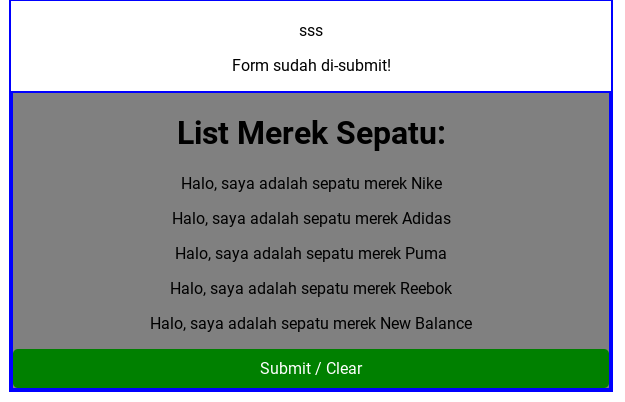 sss
Form sudah di-submit!
List Merek Sepatu:
Halo, saya adalah sepatu merek Nike
Halo, saya adalah sepatu merek Adidas
Halo, saya adalah sepatu merek Puma
Halo, saya adalah sepatu merek Reebok
Halo, saya adalah sepatu merek New Balance
Submit / Clear